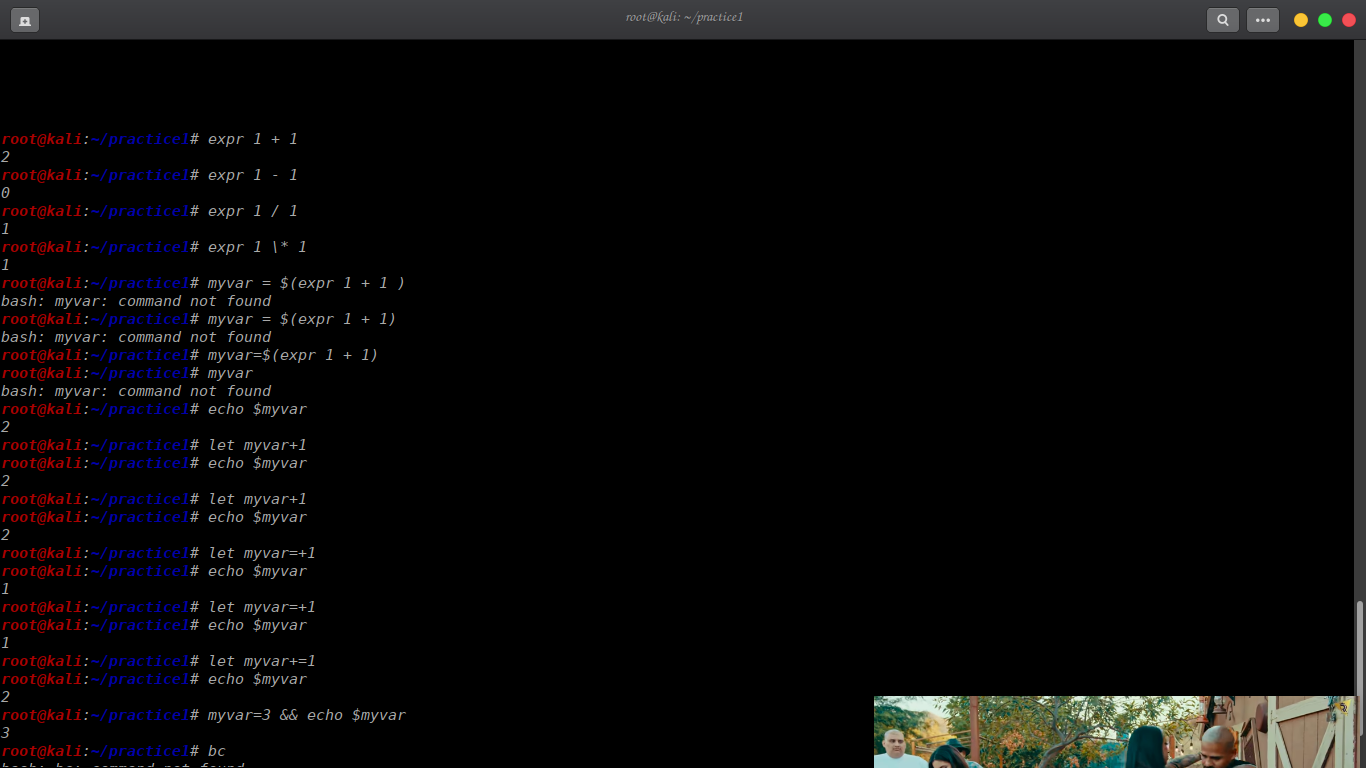 root@kali: ~/practice1
root@kali:~/practice1# expr 1 + 1
2
root@kali:~/practice1# expr 1 - 1
0
root@kali:~/practice1# expr 1 / 1
1
root@kali:~/practice1# expr 1 \* 1
1
root@kali:~/practice1# myvar = $(expr 1 + 1 )
bash: myvar: command not found
root@kali:~/practice1# myvar = $(expr 1 + 1)
bash: myvar: command not found
root@kali:~/practice1# myvar=$(expr 1 + 1)
root@kali:~/practice1# myvar
bash: myvar: command not found
root@kali:~/practice1# echo $myvar
2
root@kali:~/practice1# let myvar+1
root@kali:~/practice1# echo $myvar
2
root@kali:~/practice1# let myvar+1
root@kali:~/practice1# echo $myvar
2
root@kali:~/practice1# let myvar=+1
root@kali:~/practice1# echo $myvar
1
root@kali:~/practice1# let myvar=+1
root@kali:~/practice1# echo $myvar
1
root@kali:~/practice1# let myvar+=1
root@kali:~/practice1# echo $myvar
2
root@kali:~/practice1# myvar=3 && echo $myvar
3
root@kali:~/practice1# bc
bash: bc: command not found